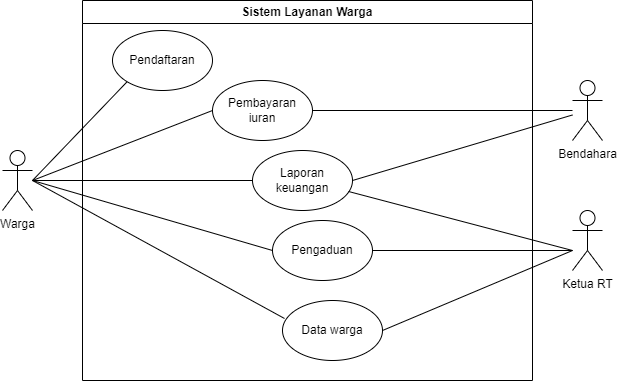 Sistem Layanan Warga
Pendaftaran
Pembayaran
iuran
Bendahara
Laporan
keuangan
Warga
Pengaduan
Ketua RT
Data warga